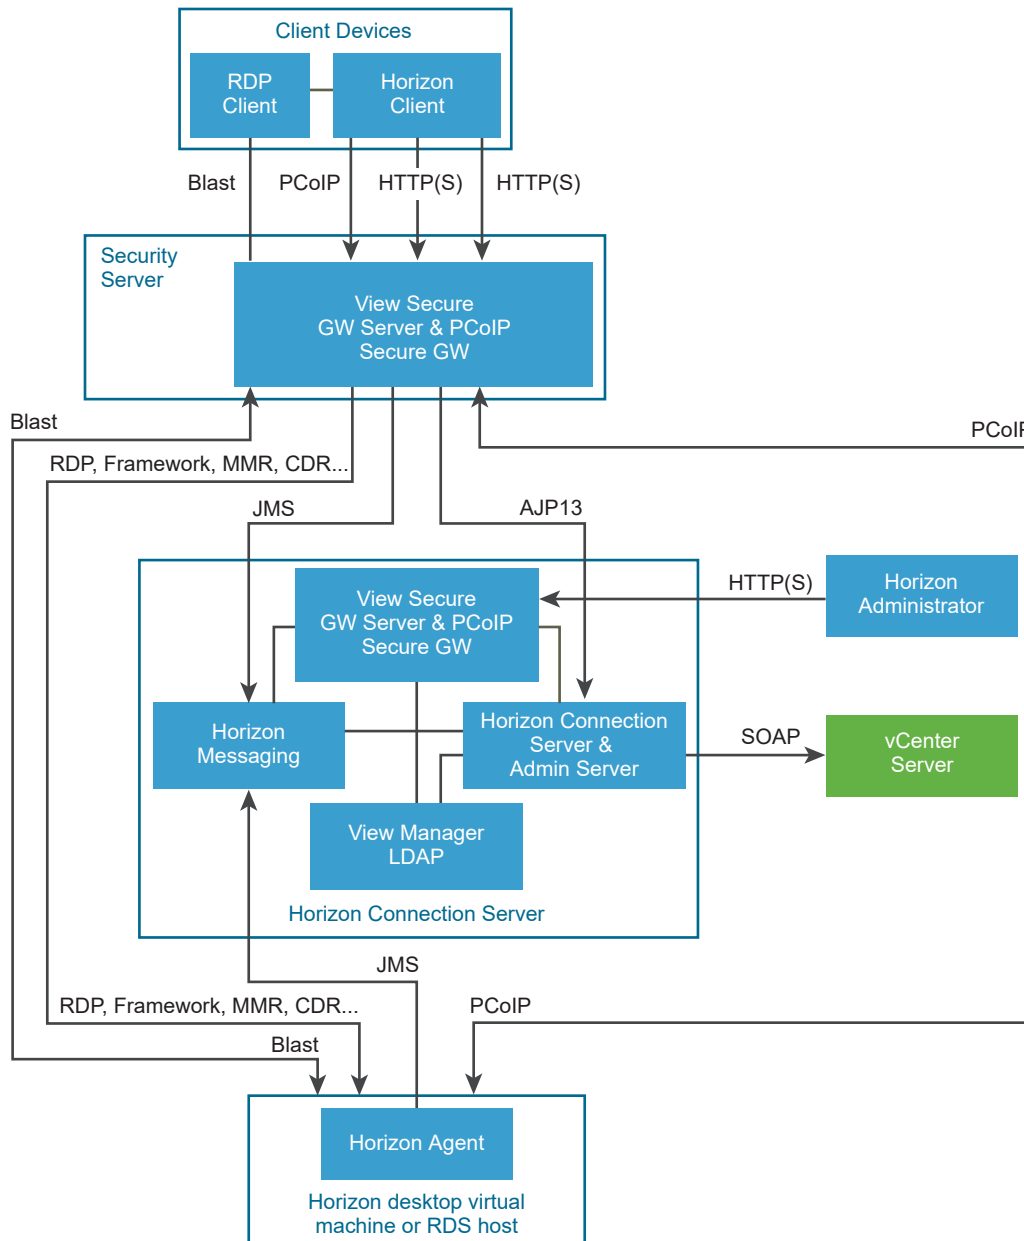 Client Devices
RDP
Client
Horizon
Client
Blast
PCoIP
HTTP(S)
HTTP(S)
Security
Server
View Secure
GW Server & PCoIP
Secure GW
Blast
PCoIP
RDP, Framework, MMR, CDR...
JMS
AJP13
View Secure
GW Server & PCoIP
Secure GW
HTTP(S)
Horizon
Administrator
Horizon
Messaging
Horizon Connection
Server &
Admin Server
SOAP
vCenter
Server
View Manager
LDAP
Horizon Connection Server
JMS
RDP, Framework, MMR, CDR...
PCoIP
Blast
Horizon Agent
Horizon desktop virtual
machine or RDS host